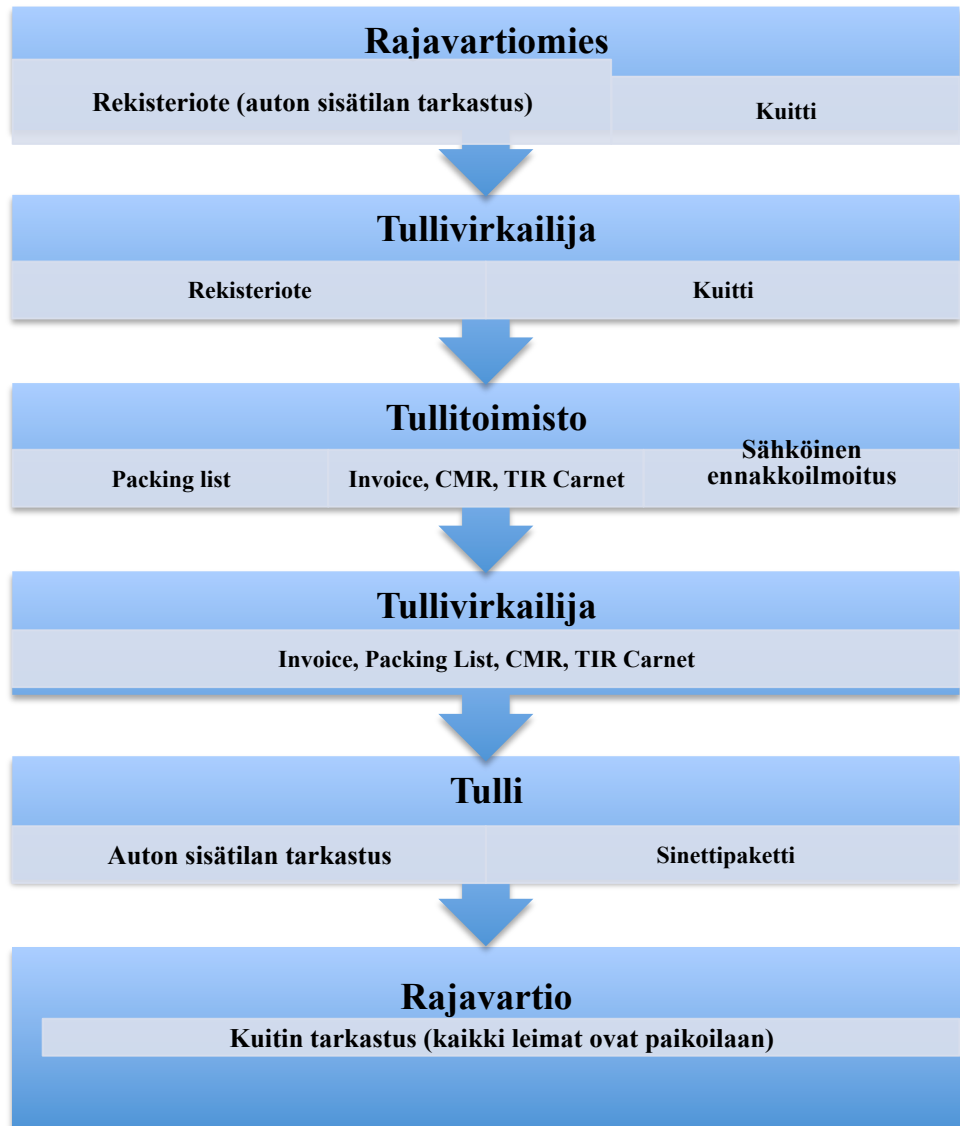 Rajavartiomies
Rekisteriote (auton sisätilan tarkastus)
Kuitti
Tullivirkailija
Rekisteriote
Kuitti
Tullitoimisto
Packing list
Invoice, CMR, TIR Carnet
Sähköinen
ennakkoilmoitus
Tullivirkailija
Invoice, Packing List, CMR, TIR Carnet
Tulli
Auton sisätilan tarkastus
Sinettipaketti
Rajavartio
Kuitin tarkastus (kaikki leimat ovat paikoilaan)